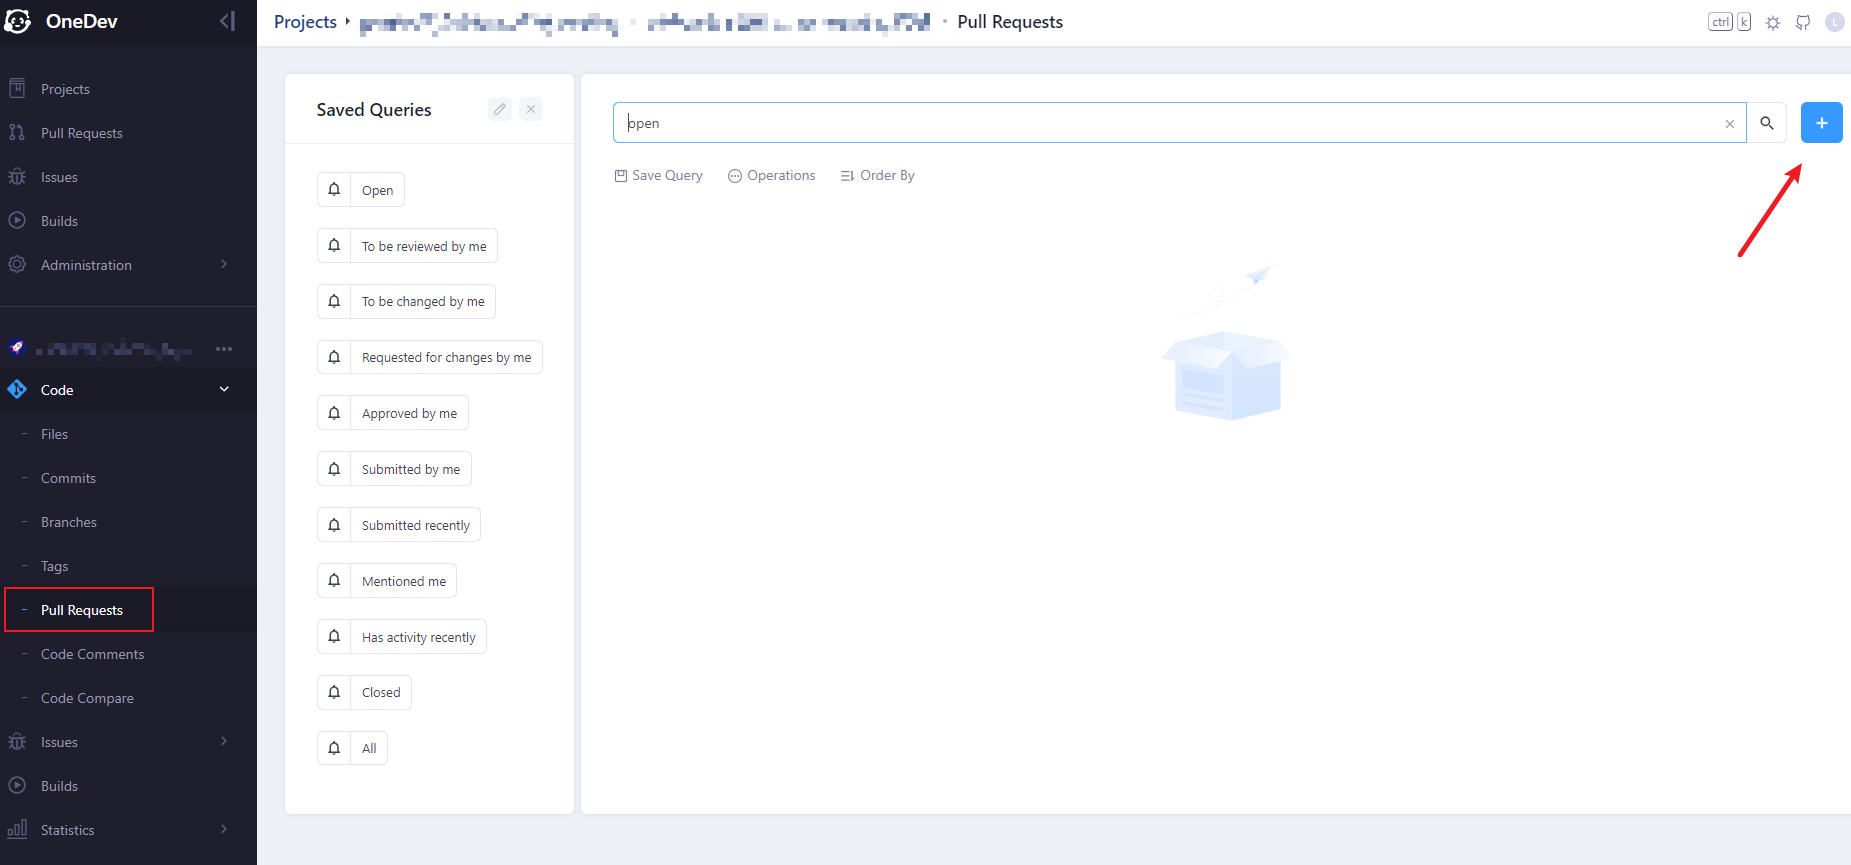 OneDev
Projects
Pull Requests
Issues
Builds
Administration
Code
Files
Commits
Branches
Tags
Pull Requests
Code Comments
Code Compare
Issues
Builds
Statistics
Projects
Pull Requests
ctrl k
L
Saved Queries
Open
To be reviewed by me
To be changed by me
Requested for changes by me
Approved by me
Submitted by me
Submitted recently
Mentioned me
Has activity recently
Closed
All
open
Save Query Operations Order By